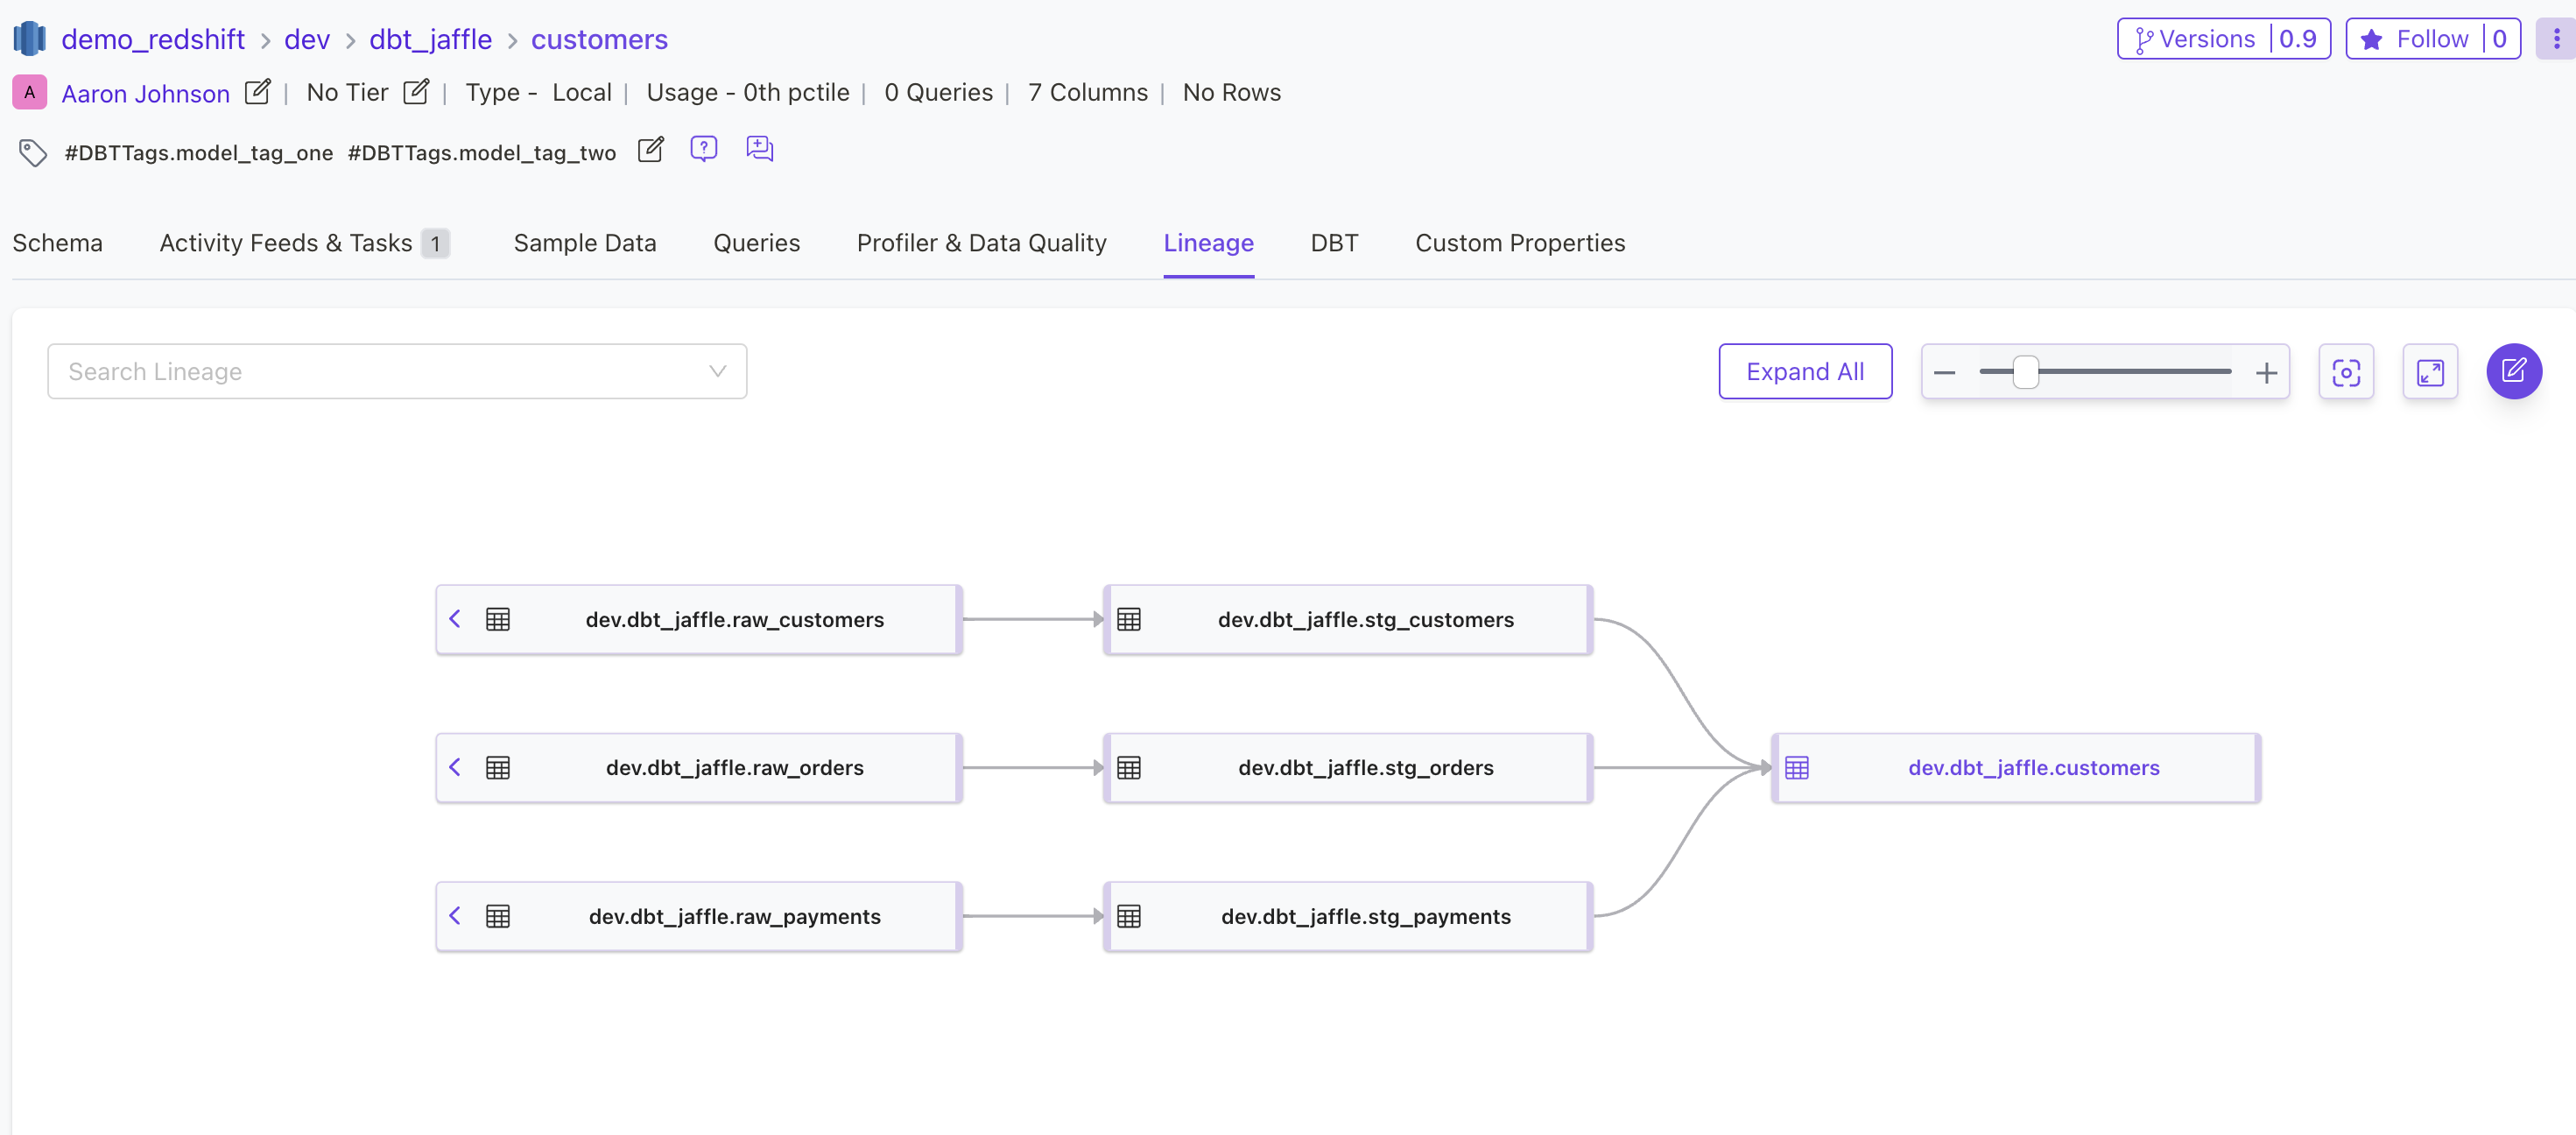 demo_redshift > dev > dbt_jaffle > customers Versions | 0.9 Follow | 0
A Aaron Johnson | No Tier | Type - Local | Usage - 0th pctile | 0 Queries | 7 Columns | No Rows
#DBTTags.model_tag_one #DBTTags.model_tag_two
Schema Activity Feeds & Tasks 1 Sample Data Queries Profiler & Data Quality Lineage DBT Custom Properties
Search Lineage Expand All
dev.dbt_jaffle.raw_customers dev.dbt_jaffle.stg_customers
dev.dbt_jaffle.raw_orders dev.dbt_jaffle.stg_orders dev.dbt_jaffle.customers
dev.dbt_jaffle.raw_payments dev.dbt_jaffle.stg_payments